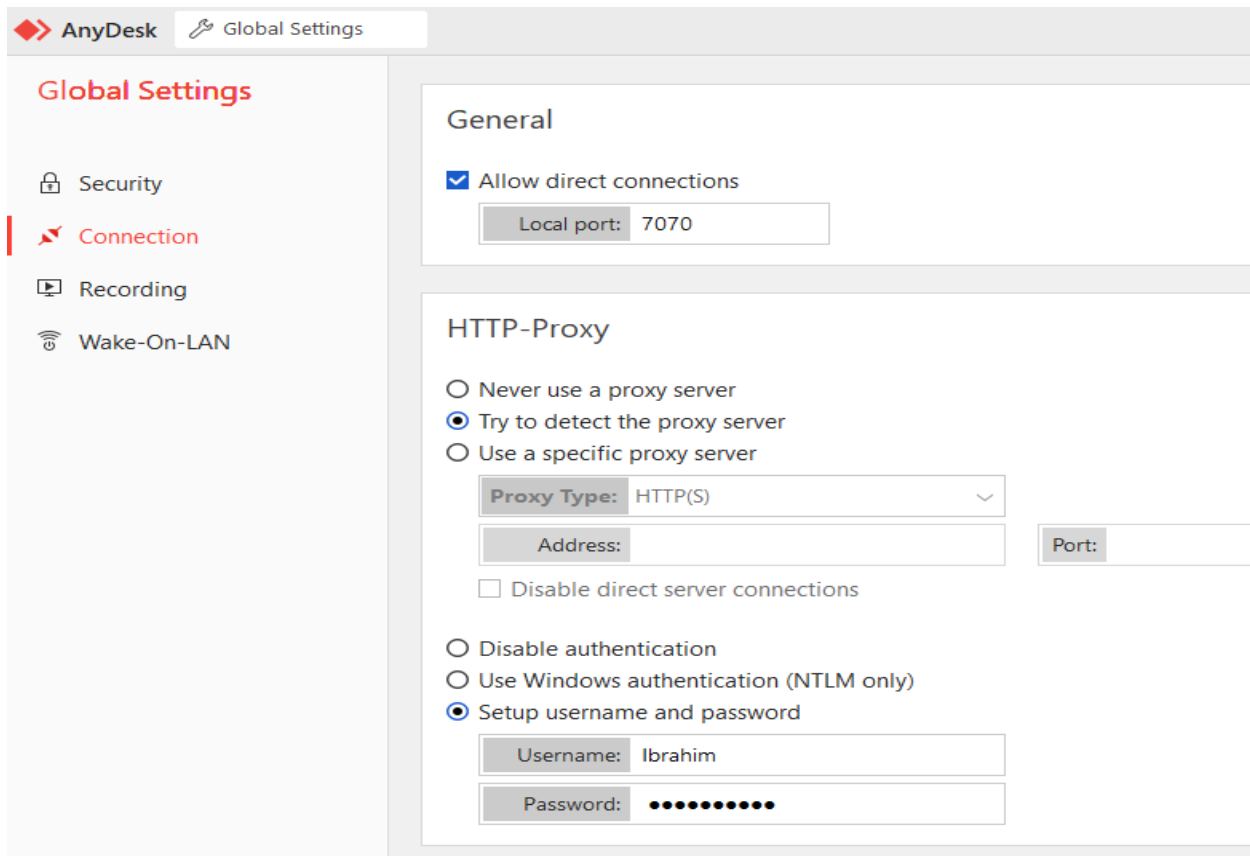 AnyDesk Global Settings
Global Settings
Security
Connection
Recording
Wake-On-LAN
General
Allow direct connections
Local port: 7070
HTTP-Proxy
Never use a proxy server
Try to detect the proxy server
Use a specific proxy server
Proxy Type: HTTP(S)
Address: Port:
Disable direct server connections
Disable authentication
Use Windows authentication (NTLM only)
Setup username and password
Username: Ibrahim
Password: ••••••••••